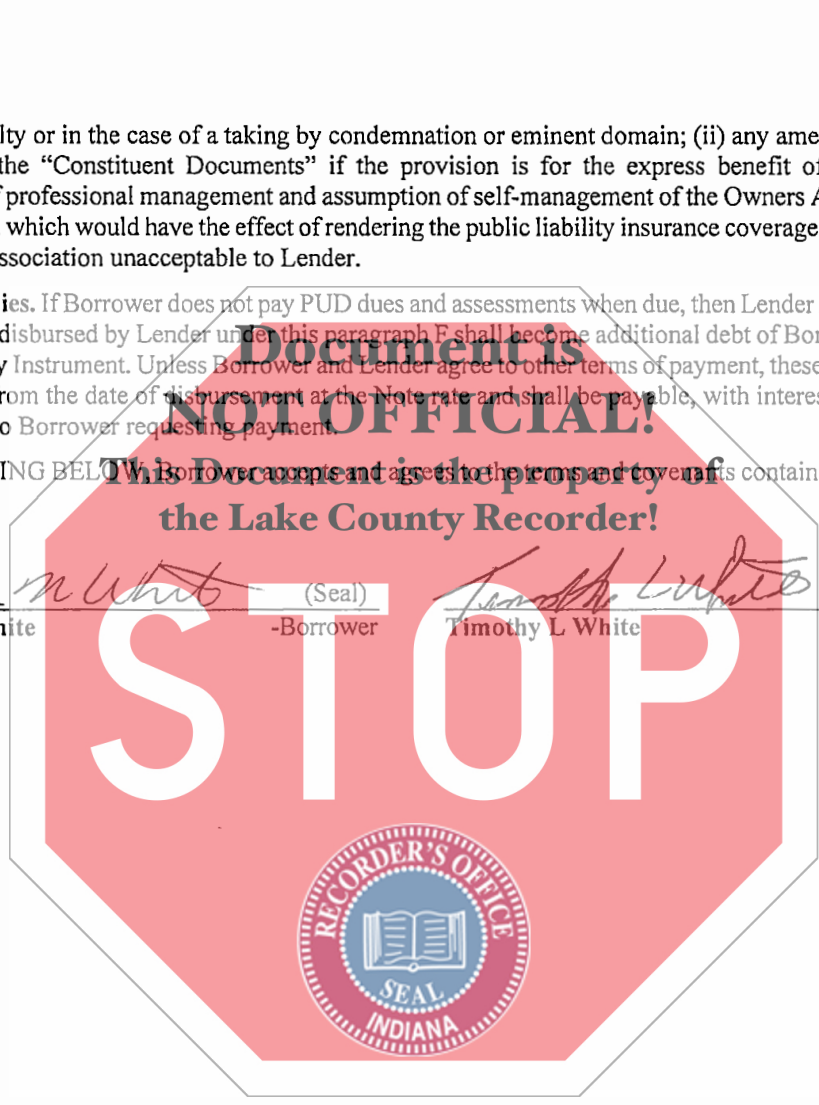 lty or in the case of a taking by condemnation or eminent domain; (ii) any ame
the “Constituent Documents” if the provision is for the express benefit of
professional management and assumption of self-management of the Owners A
which would have the effect of rendering the public liability insurance coverage
ssociation unacceptable to Lender.
ies. If Borrower does not pay PUD dues and assessments when due, then Lender
disbursed by Lender under this paragraph F shall become additional debt of Bor
y Instrument. Unless Borrower and Lender agree to other terms of payment, these
rom the date of disbursement at the Note rate and shall be payable, with interes
o Borrower requesting payment.
ING BELOW, Borrower accepts and agrees to the terms and covenants contain
Document is
NOT OFFICIAL!
This Document is the property of
the Lake County Recorder!
(Seal)
hite -Borrower Timothy L White
STOP
RECORDER'S OFFICE
SEAL
INDIANA